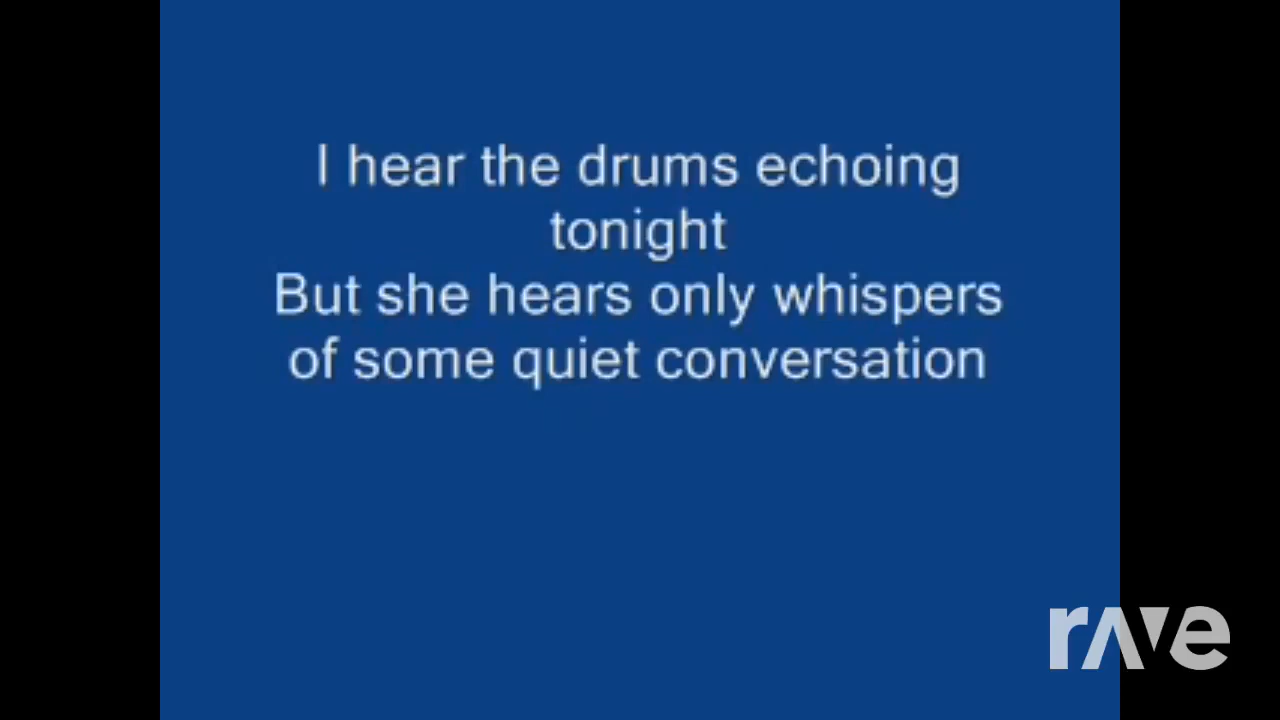 I hear the drums echoing
tonight
But she hears only whispers
of some quiet conversation
rave